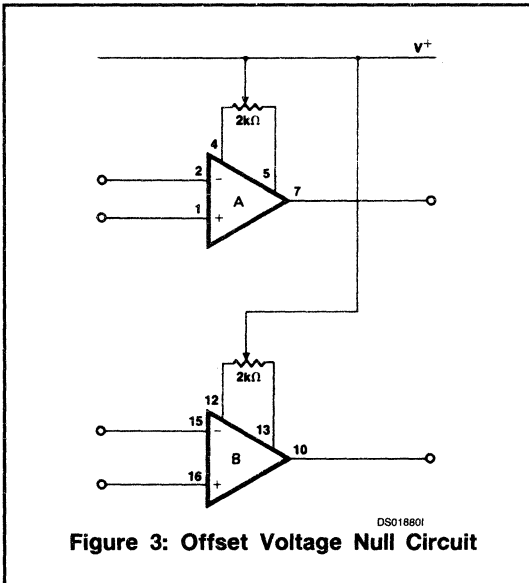 V+
2kΩ
4
5
2
−
A
7
1
+
2kΩ
12
13
15
−
B
10
16
+
DS01880I
Figure 3: Offset Voltage Null Circuit